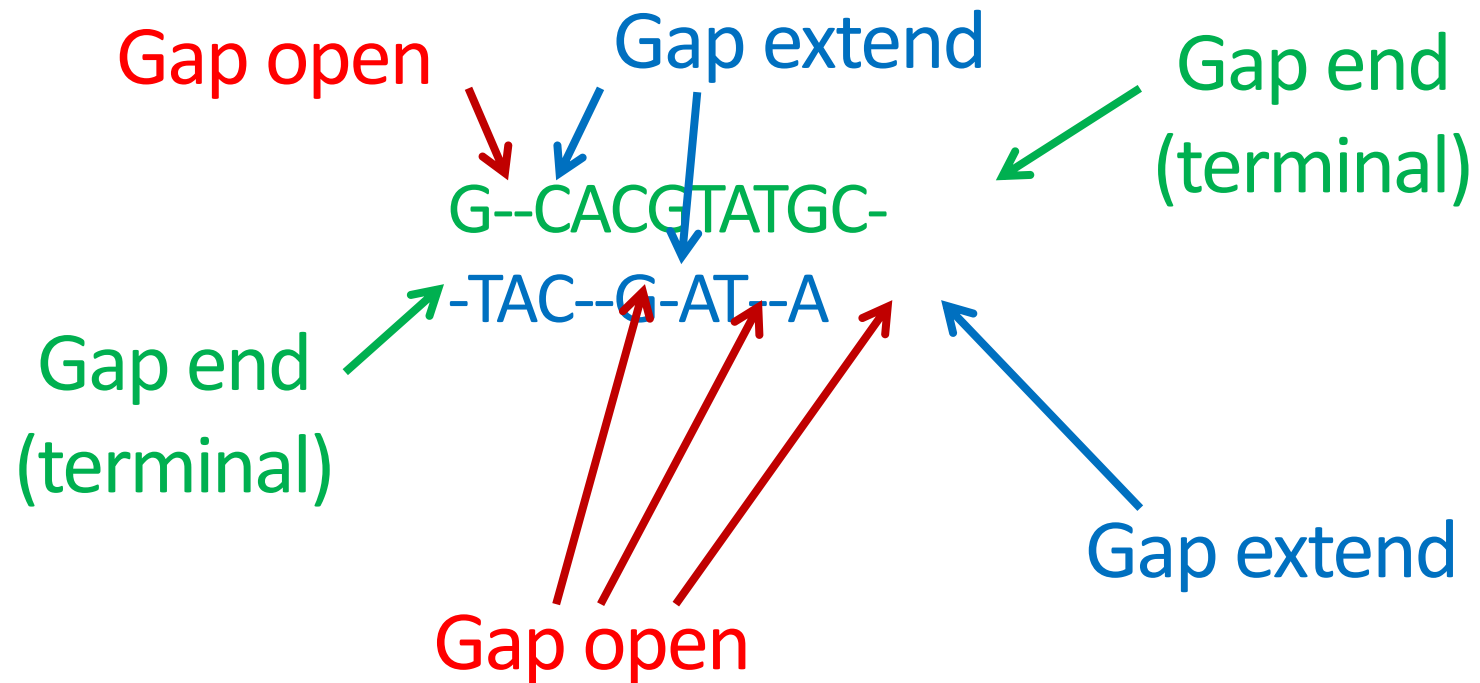 Gap open
Gap extend
Gap end
(terminal)
G--CACGTATGC-
-TAC--G-AT--A
Gap end
(terminal)
Gap extend
Gap open